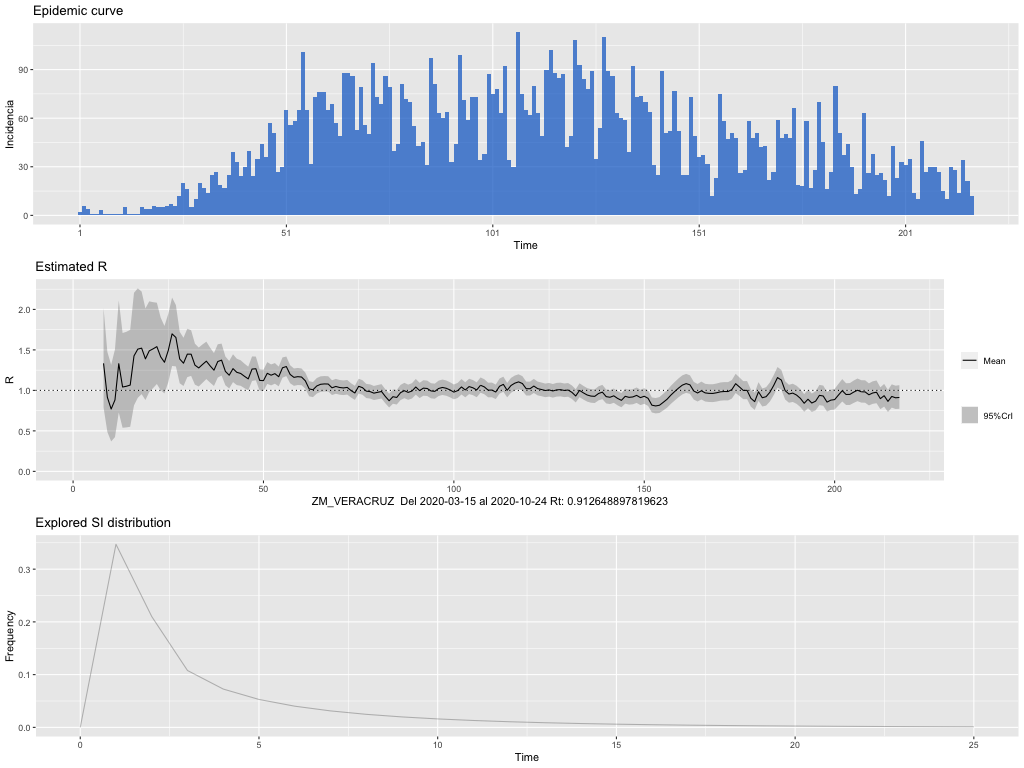 Epidemic curve
90
60
30
0
Incidencia
1 51 101 151 201
Time
Estimated R
2.0
1.5
1.0
0.5
0.0
R
Mean
95%CrI
0 50 100 150 200
ZM_VERACRUZ Del 2020-03-15 al 2020-10-24 Rt: 0.912648897819623
Explored SI distribution
0.3
0.2
0.1
0.0
Frequency
0 5 10 15 20 25
Time